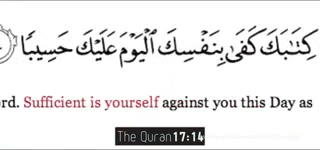 كِتَٰبَكَ كَفَىٰ بِنَفْسِكَ ٱلْيَوْمَ عَلَيْكَ حَسِيبًا
rd. Sufficient is yourself against you this Day as
The Quran 17:14